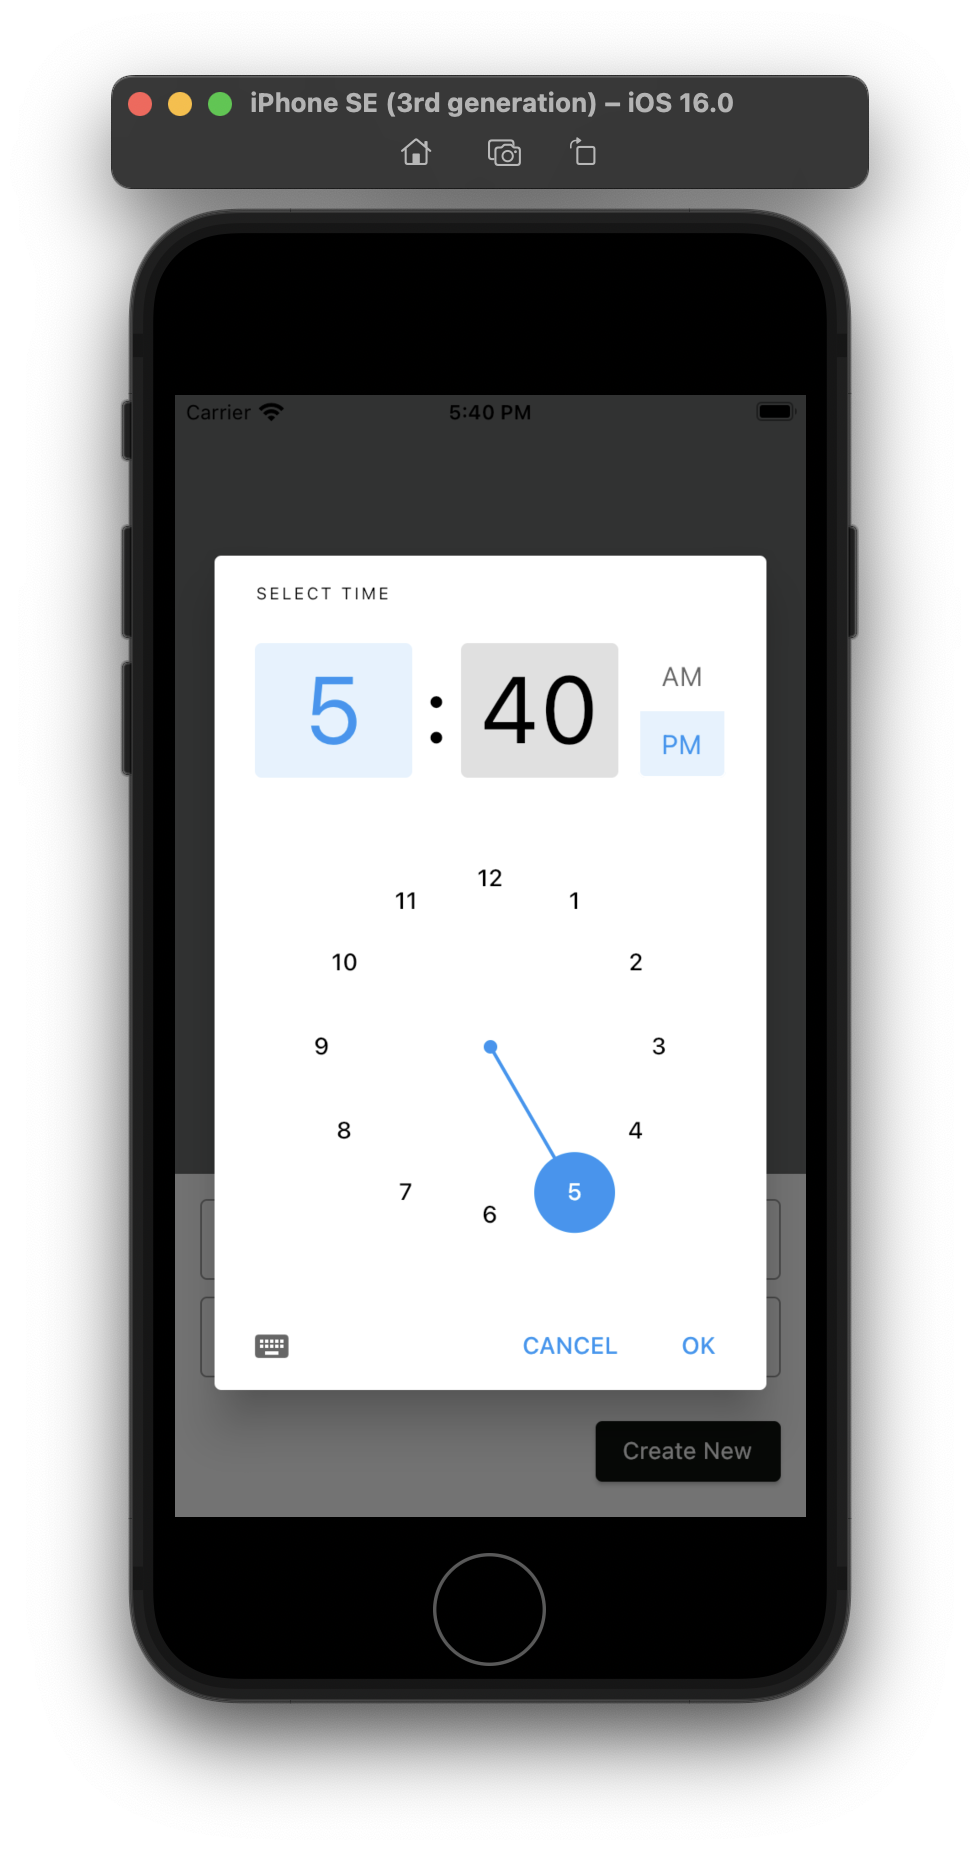 iPhone SE (3rd generation) – iOS 16.0
Carrier 5:40 PM
SELECT TIME
5 : 40
AM
PM
12
11 1
10 2
9 3
8 4
7 5
6
CANCEL OK
Create New